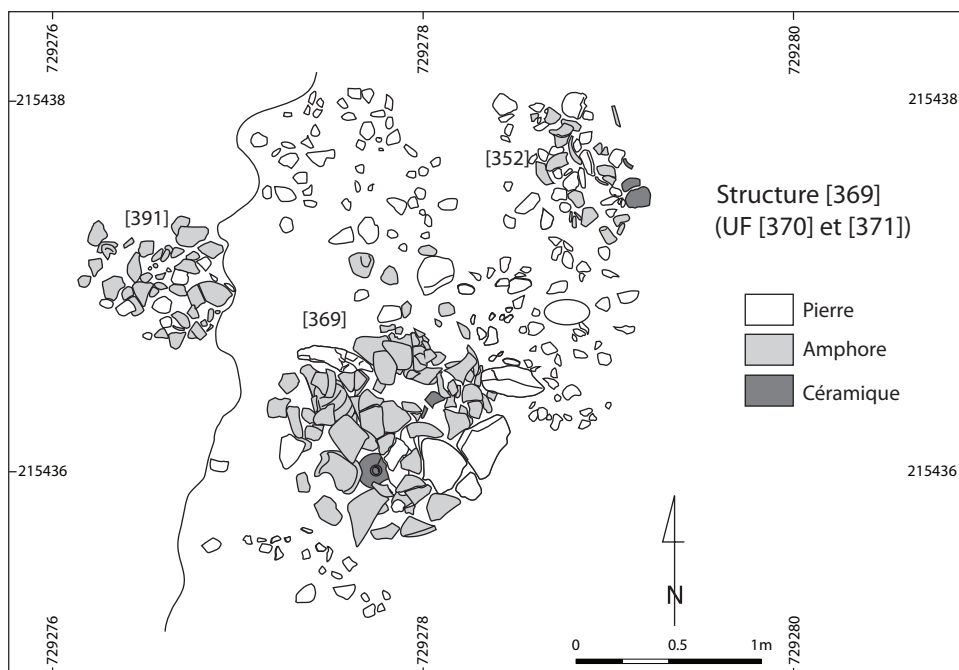 729276
729278
729280
215438
215438
[352]
[391]
Structure [369]
(UF [370] et [371])
Pierre
[369]
Amphore
Céramique
215436
215436
N
729276
729278
729280
0
0.5
1m